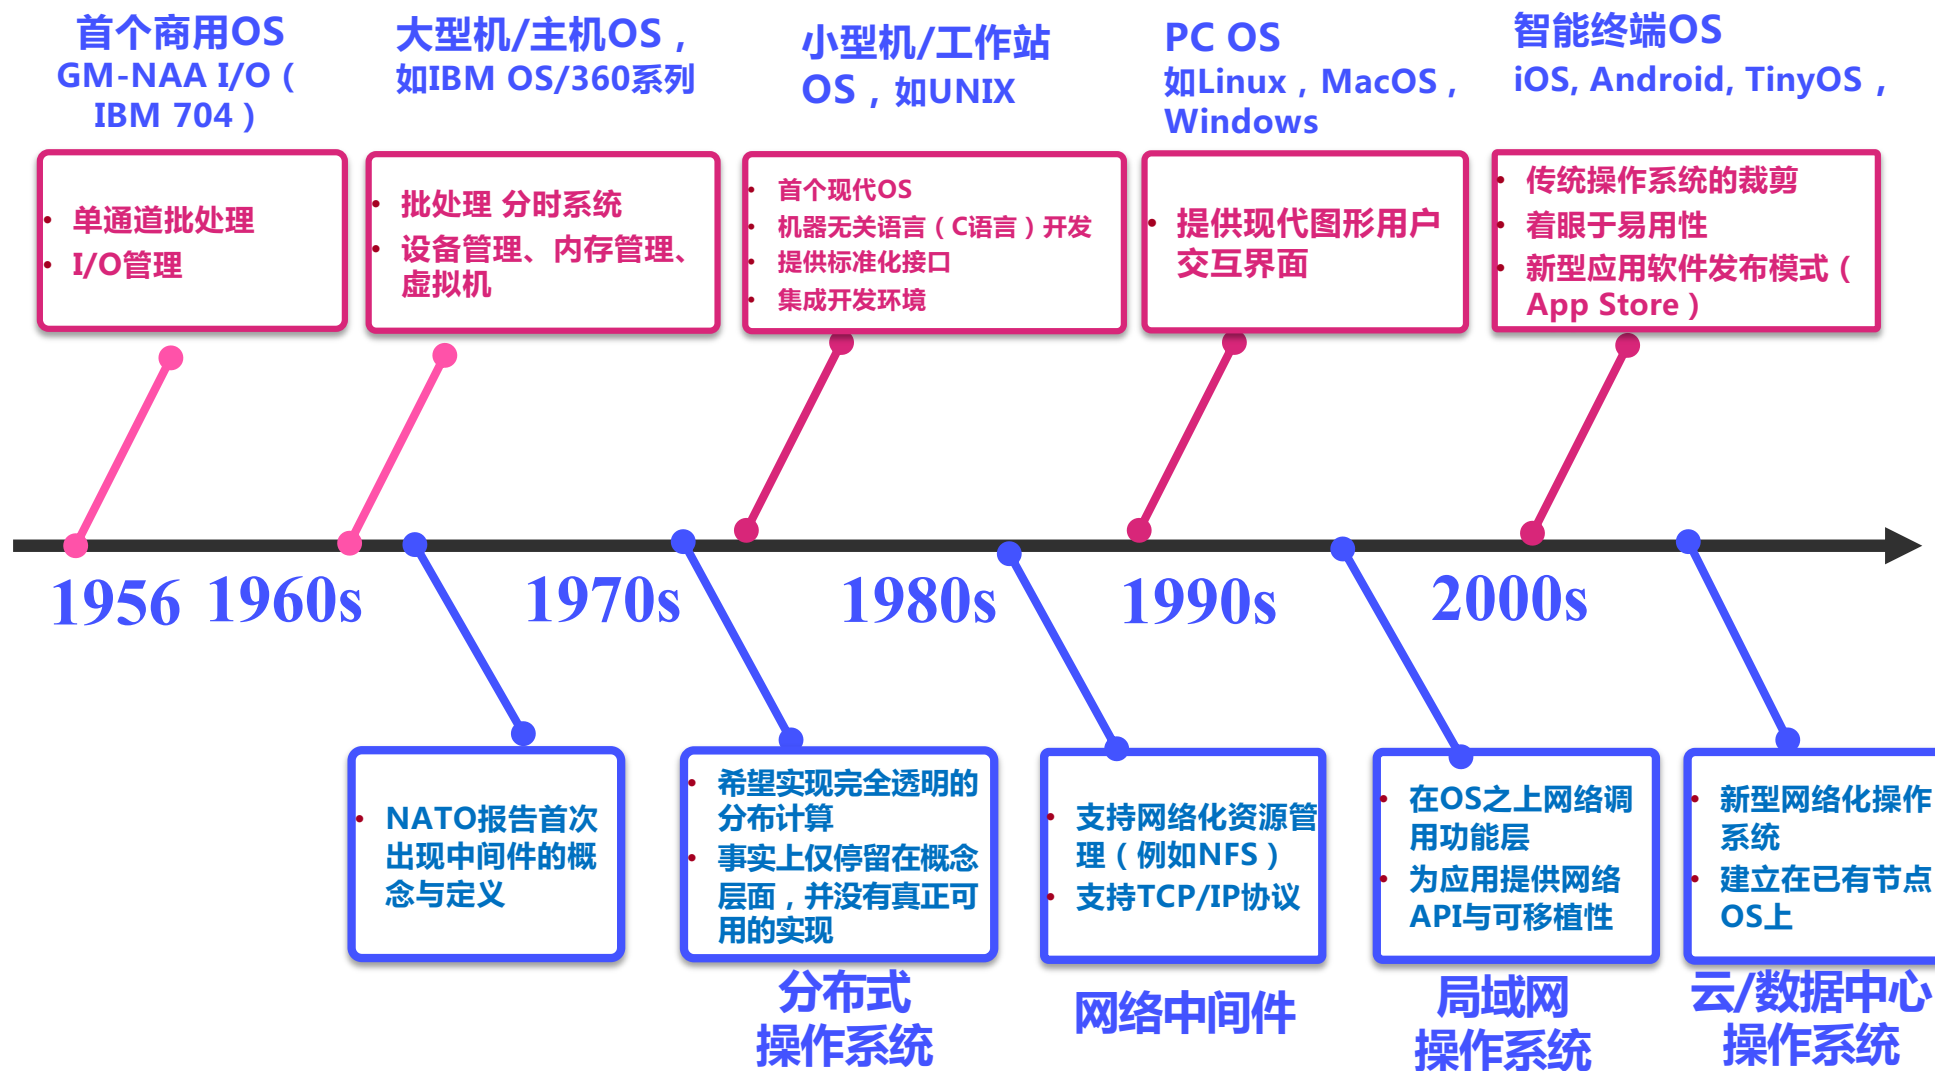 首个商用OS
GM-NAA I/O（
IBM 704）
大型机/主机OS，
如IBM OS/360系列
小型机/工作站
OS，如UNIX
PC OS
如Linux，MacOS，
Windows
智能终端OS
iOS, Android, TinyOS，
• 单通道批处理
• I/O管理
• 批处理 分时系统
• 设备管理、内存管理、
虚拟机
• 首个现代OS
• 机器无关语言（C语言）开发
• 提供标准化接口
• 集成开发环境
• 提供现代图形用户
交互界面
• 传统操作系统的裁剪
• 着眼于易用性
• 新型应用软件发布模式（
App Store）
1956
1960s
1970s
1980s
1990s
2000s
• NATO报告首次
出现中间件的概
念与定义
• 希望实现完全透明的
分布计算
• 事实上仅停留在概念
层面，并没有真正可
用的实现
• 支持网络化资源管
理（例如NFS）
• 支持TCP/IP协议
• 在OS之上网络调
用功能层
• 为应用提供网络
API与可移植性
• 新型网络化操作
系统
• 建立在已有节点
OS上
分布式
操作系统
网络中间件
局域网
操作系统
云/数据中心
操作系统